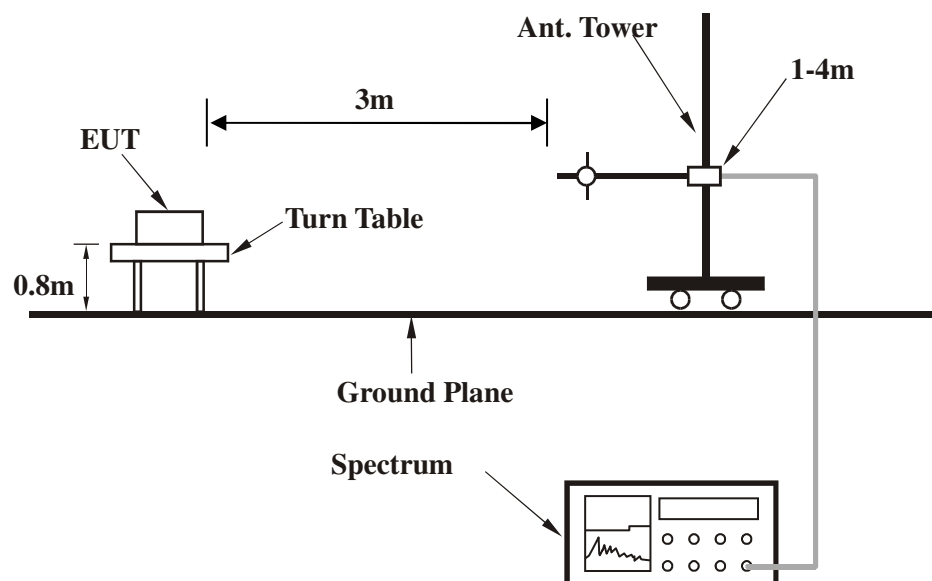 Ant. Tower
1-4m
3m
EUT
Turn Table
0.8m
Ground Plane
Spectrum